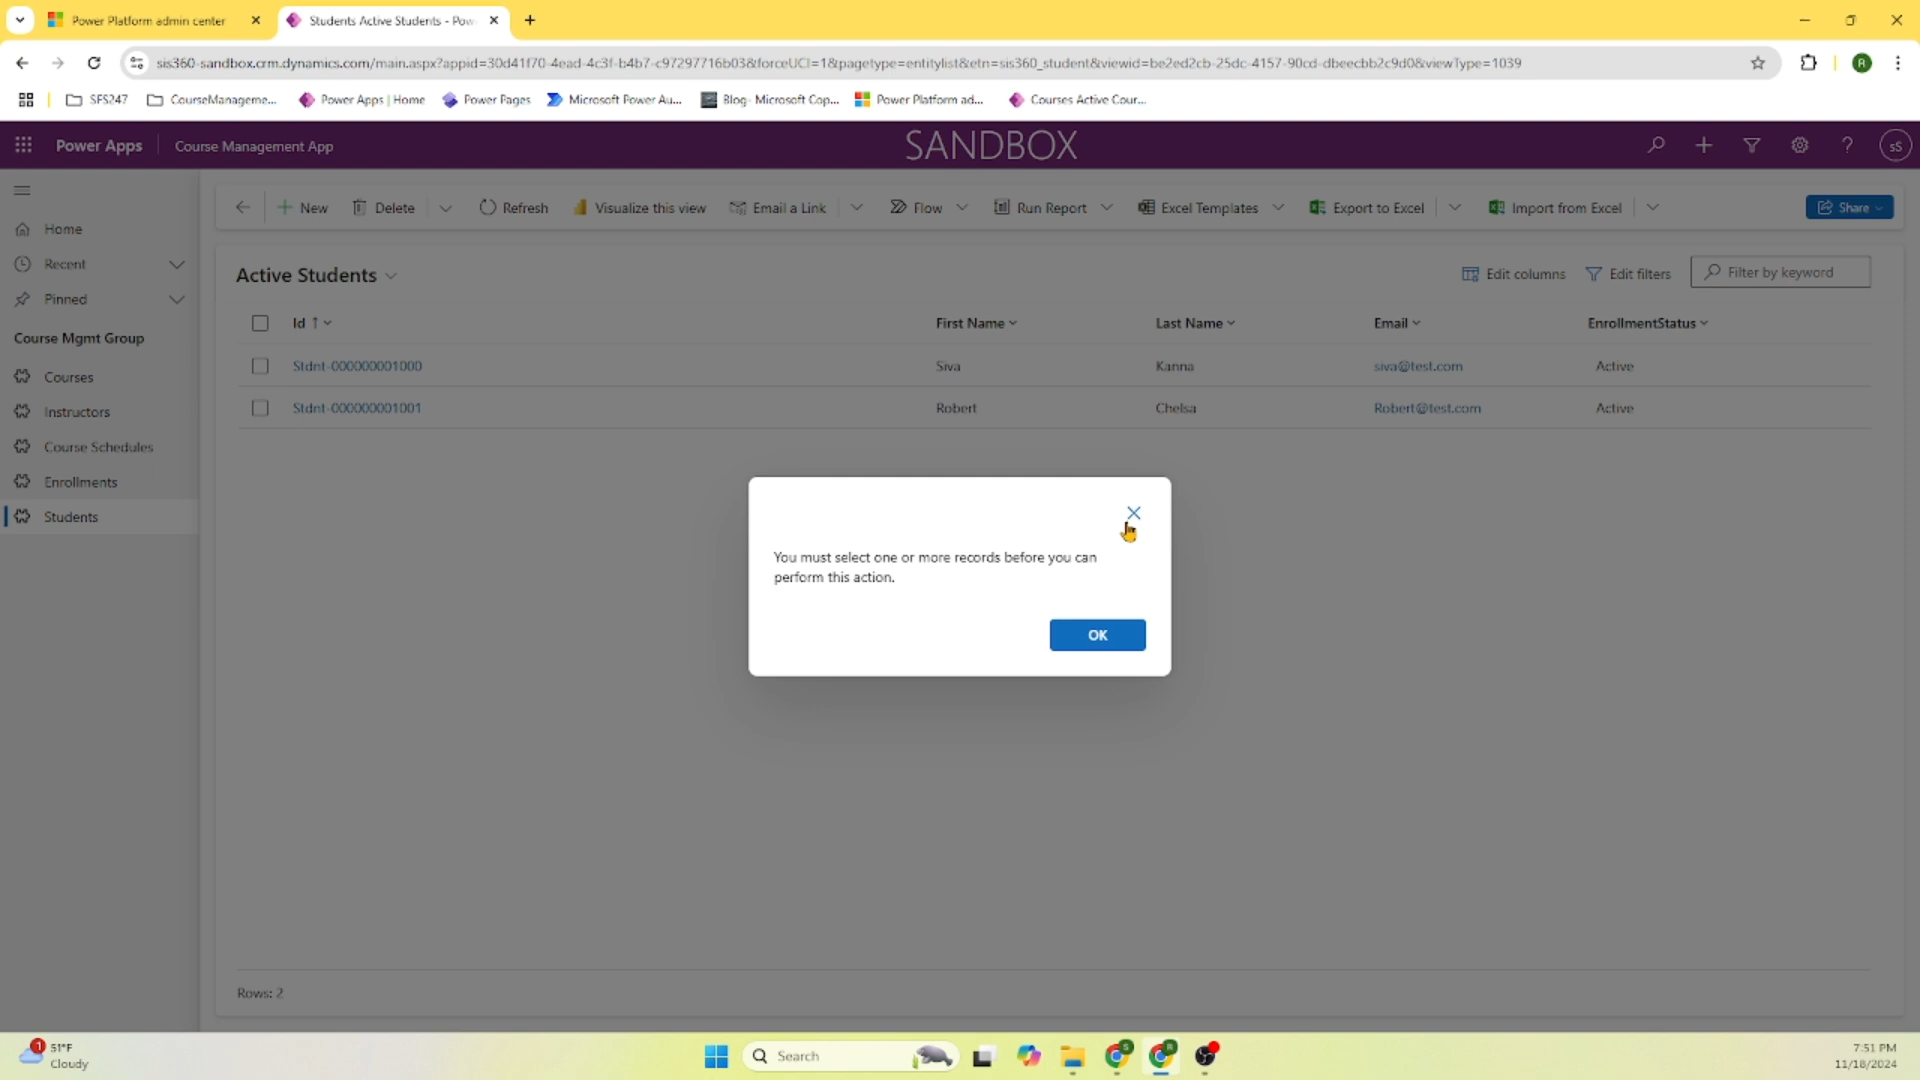 Power Platform admin center
Students Active Students - Pow
sis360-sandbox.crm.dynamics.com/main.aspx?appid=30d41f70-4ead-4c3f-b4b7-c97297716b03&forceUCI=1&pagetype=entitylist&etn=sis360_student&viewid=be2ed2cb-25dc-4157-90cd-dbeecbb2c9d0&viewType=1039
R
SFS247 CourseManageme... Power Apps | Home Power Pages Microsoft Power Au... Blog- Microsoft Cop... Power Platform ad... Courses Active Cour...
Power Apps Course Management App SANDBOX sS
New Delete Refresh Visualize this view Email a Link Flow Run Report Excel Templates Export to Excel Import from Excel Share
Home
Recent
Pinned
Course Mgmt Group
Courses
Instructors
Course Schedules
Enrollments
Students
Active Students Edit columns Edit filters Filter by keyword
Id ↑ First Name Last Name Email EnrollmentStatus
Stdnt-000000001000 Siva Kanna siva@test.com Active
Stdnt-000000001001 Robert Chelsa Robert@test.com Active
You must select one or more records before you can
perform this action.
OK
Rows: 2
1
51°F
Cloudy
Search
S
R
7:51 PM
11/18/2024